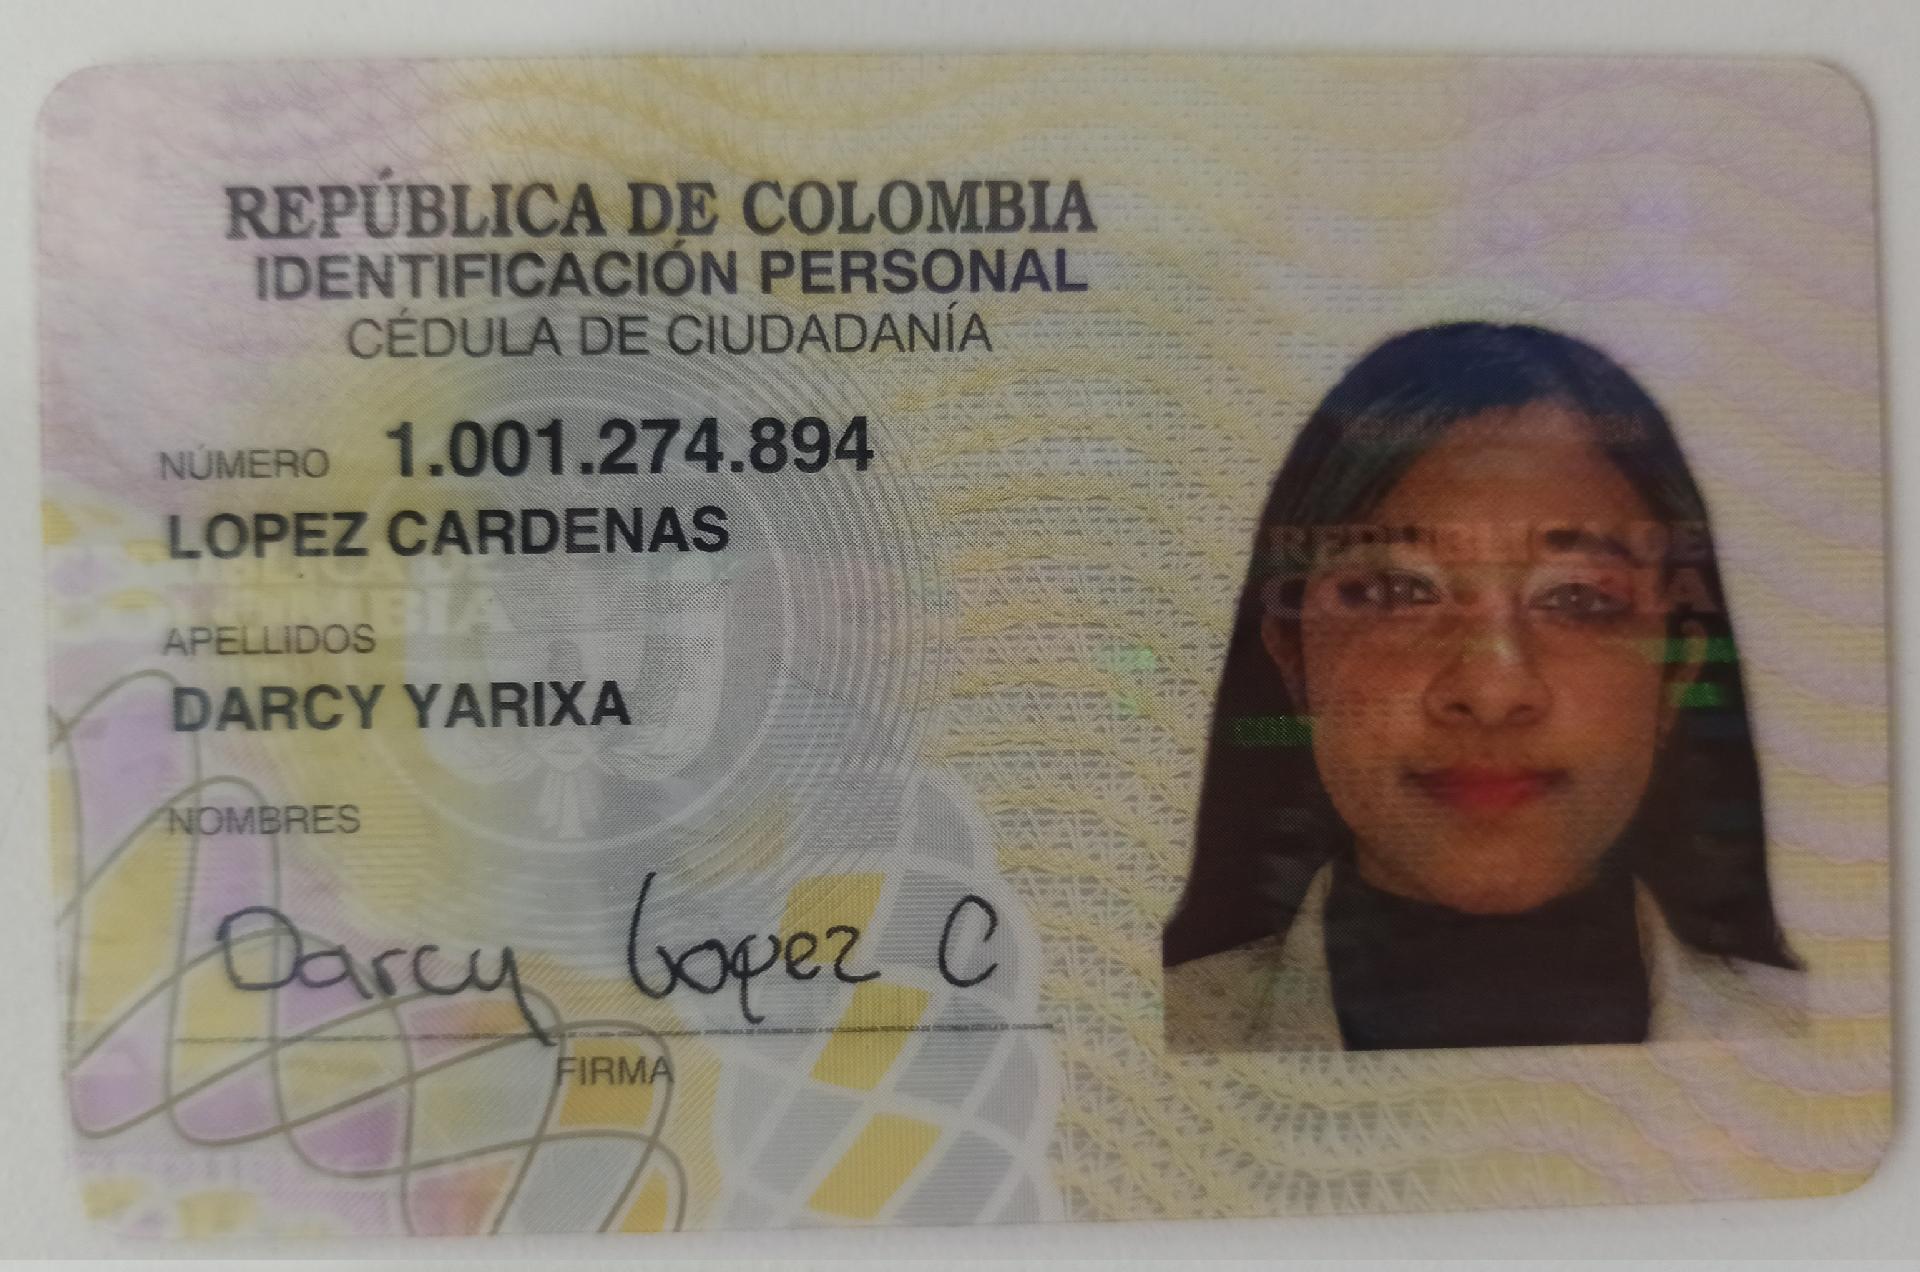 REPÚBLICA DE COLOMBIA
IDENTIFICACIÓN PERSONAL
CÉDULA DE CIUDADANÍA
NÚMERO 1.001.274.894
LOPEZ CARDENAS
APELLIDOS
DARCY YARIXA
NOMBRES
Darcy Lopez C
FIRMA